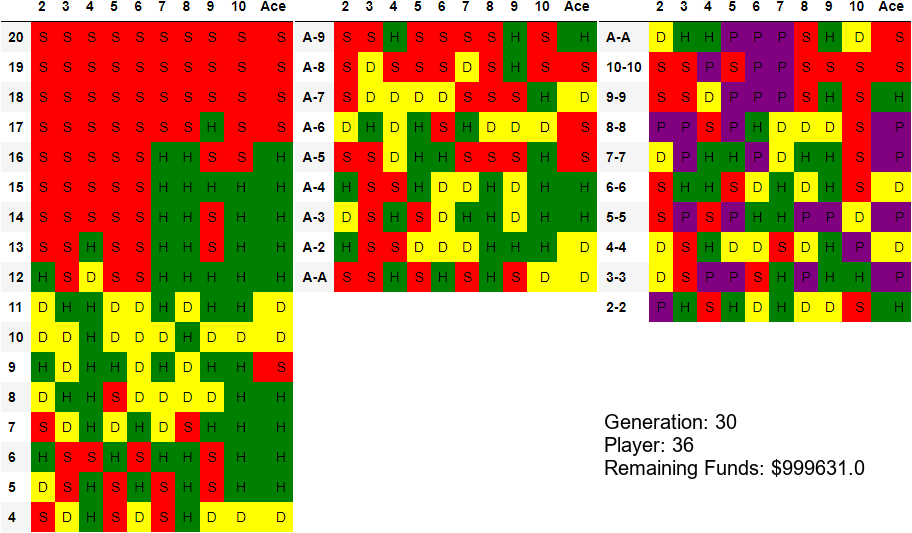 2 3 4 5 6 7 8 9 10 Ace
20 S S S S S S S S S S
19 S S S S S S S S S S
18 S S S S S S S S S S
17 S S S S S S S H S S
16 S S S S S H H S S H
15 S S S S S H H H H H
14 S S S S S H H S H H
13 S S H S S H H S H H
12 H S D S S H H H H H
11 D H H D D H D H H D
10 D D H D D D H D D D
9 H D H H D H D H H S
8 D H H S D D D D H H
7 S D H D H D S H H H
6 H S S H S H H S H H
5 D S H S H S H S H H
4 S D H S D S H D D D
2 3 4 5 6 7 8 9 10 Ace
A-9 S S H S S S S H S H
A-8 S D S S S D S H S S
A-7 S D D D D S S S H D
A-6 D H D H S H D D D S
A-5 S S D H H S S S H S
A-4 H S S H D D H D H H
A-3 D S H S D H H D H H
A-2 H S S D D D H H H D
A-A S S H S H S H S D D
2 3 4 5 6 7 8 9 10 Ace
A-A D H H P P P S H D S
10-10 S S P S P P S S S S
9-9 S S D P P P S H S H
8-8 P P S P H D D D S P
7-7 D P H H P D H H S P
6-6 S H H S D H D H S D
5-5 S P S P H H P P D P
4-4 D S H D D S D H P D
3-3 D S P P S H P H H P
2-2 P H S H D H D D S H
Generation: 30
Player: 36
Remaining Funds: $999631.0